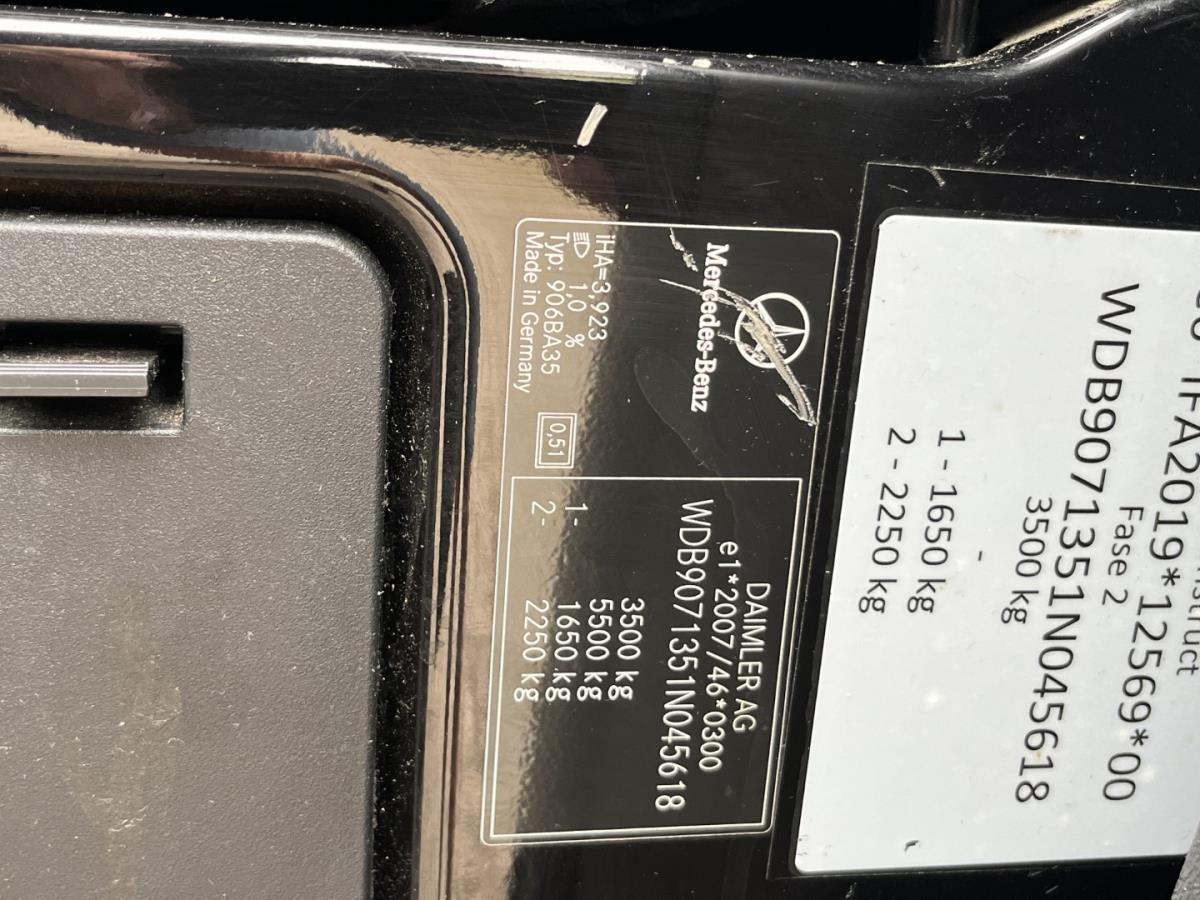 Mercedes-Benz
iHA=3,923
1,0 %
Typ: 906BA35
Made in Germany
0,51
DAIMLER AG
e1*2007/46*0300
WDB9071351N045618
3500 kg
5500 kg
1- 1650 kg
2- 2250 kg
IFA2019*12569*00
Fase 2
WDB9071351N045618
3500 kg
-
1 - 1650 kg
2 - 2250 kg